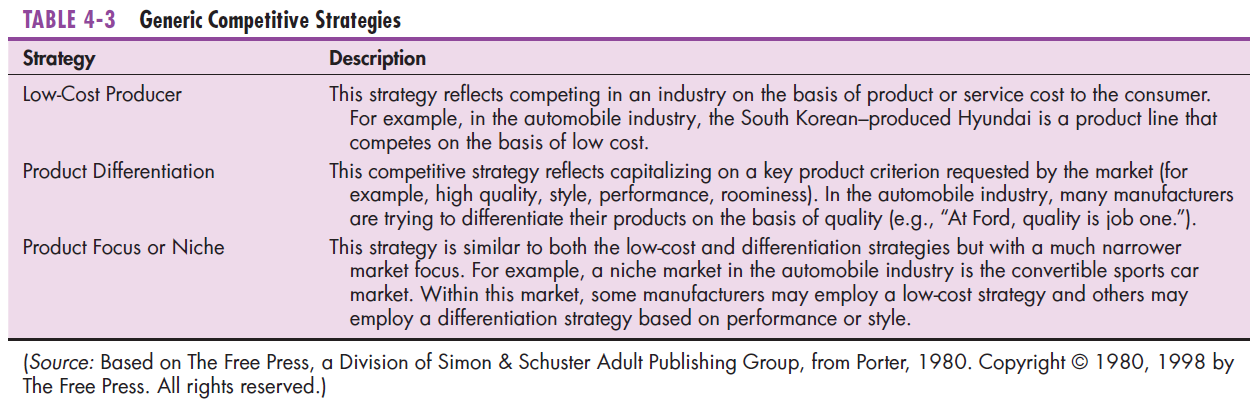 TABLE 4-3 Generic Competitive Strategies
Strategy Description
Low-Cost Producer This strategy reflects competing in an industry on the basis of product or service cost to the consumer.
For example, in the automobile industry, the South Korean–produced Hyundai is a product line that
competes on the basis of low cost.
Product Differentiation This competitive strategy reflects capitalizing on a key product criterion requested by the market (for
example, high quality, style, performance, roominess). In the automobile industry, many manufacturers
are trying to differentiate their products on the basis of quality (e.g., “At Ford, quality is job one.”).
Product Focus or Niche This strategy is similar to both the low-cost and differentiation strategies but with a much narrower
market focus. For example, a niche market in the automobile industry is the convertible sports car
market. Within this market, some manufacturers may employ a low-cost strategy and others may
employ a differentiation strategy based on performance or style.
(Source: Based on The Free Press, a Division of Simon & Schuster Adult Publishing Group, from Porter, 1980. Copyright © 1980, 1998 by
The Free Press. All rights reserved.)